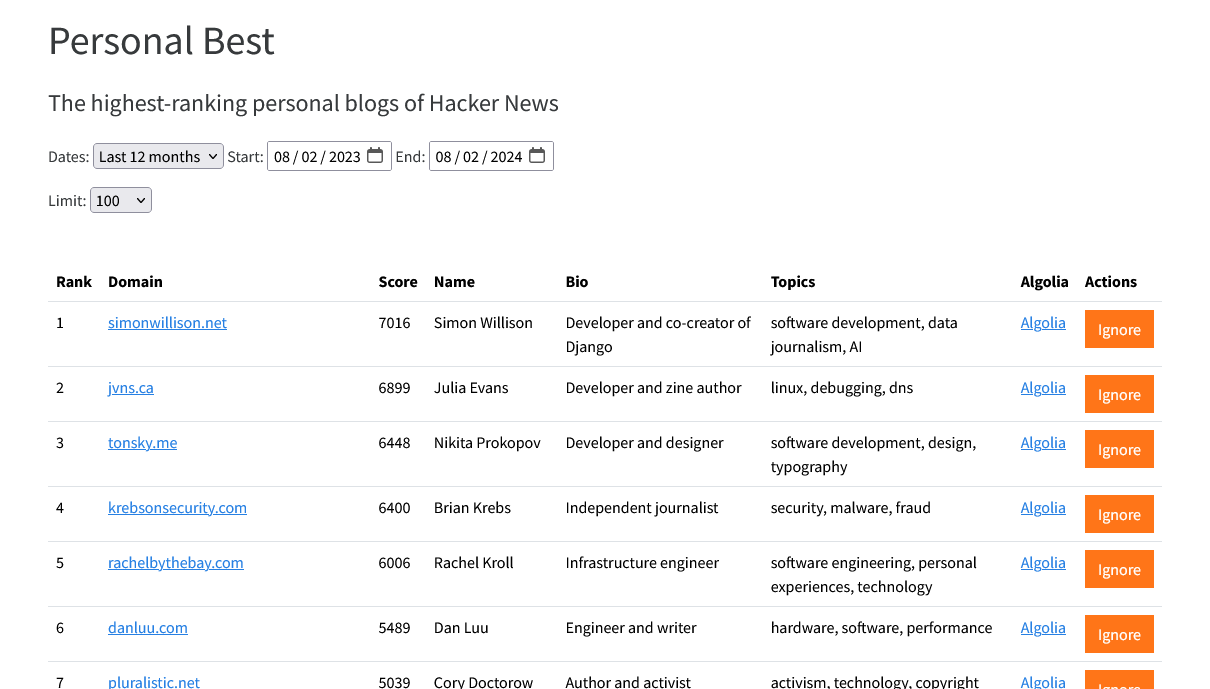 Personal Best
The highest-ranking personal blogs of Hacker News
Dates: Last 12 months Start: 08 / 02 / 2023 End: 08 / 02 / 2024
Limit: 100
Rank Domain Score Name Bio Topics Algolia Actions
1 simonwillison.net 7016 Simon Willison Developer and co-creator of software development, data Algolia Ignore
Django journalism, AI
2 jvns.ca 6899 Julia Evans Developer and zine author linux, debugging, dns Algolia Ignore
3 tonsky.me 6448 Nikita Prokopov Developer and designer software development, design, Algolia Ignore
typography
4 krebsonsecurity.com 6400 Brian Krebs Independent journalist security, malware, fraud Algolia Ignore
5 rachelbythebay.com 6006 Rachel Kroll Infrastructure engineer software engineering, personal Algolia Ignore
experiences, technology
6 danluu.com 5489 Dan Luu Engineer and writer hardware, software, performance Algolia Ignore
7 pluralistic.net 5039 Cory Doctorow Author and activist activism, technology, copyright Algolia Ignore